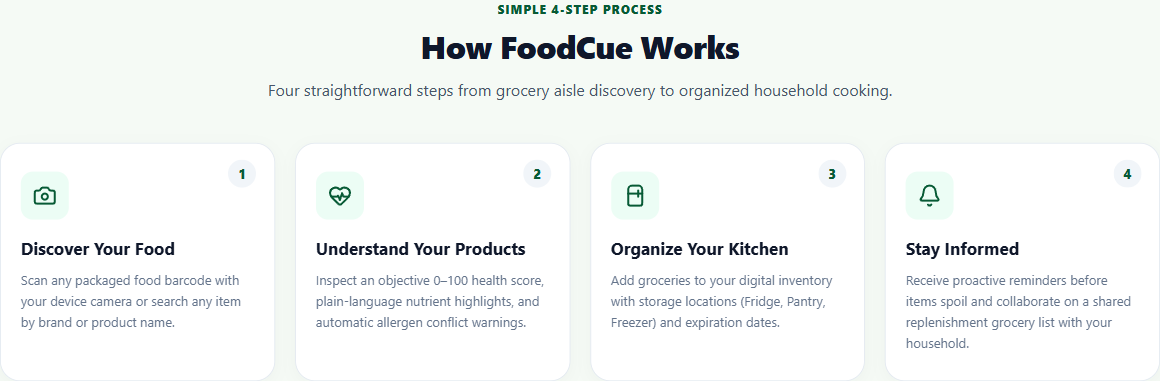 SIMPLE 4-STEP PROCESS
How FoodCue Works
Four straightforward steps from grocery aisle discovery to organized household cooking.
1
Discover Your Food
Scan any packaged food barcode with
your device camera or search any item
by brand or product name.
2
Understand Your Products
Inspect an objective 0–100 health score,
plain-language nutrient highlights, and
automatic allergen conflict warnings.
3
Organize Your Kitchen
Add groceries to your digital inventory
with storage locations (Fridge, Pantry,
Freezer) and expiration dates.
4
Stay Informed
Receive proactive reminders before
items spoil and collaborate on a shared
replenishment grocery list with your
household.